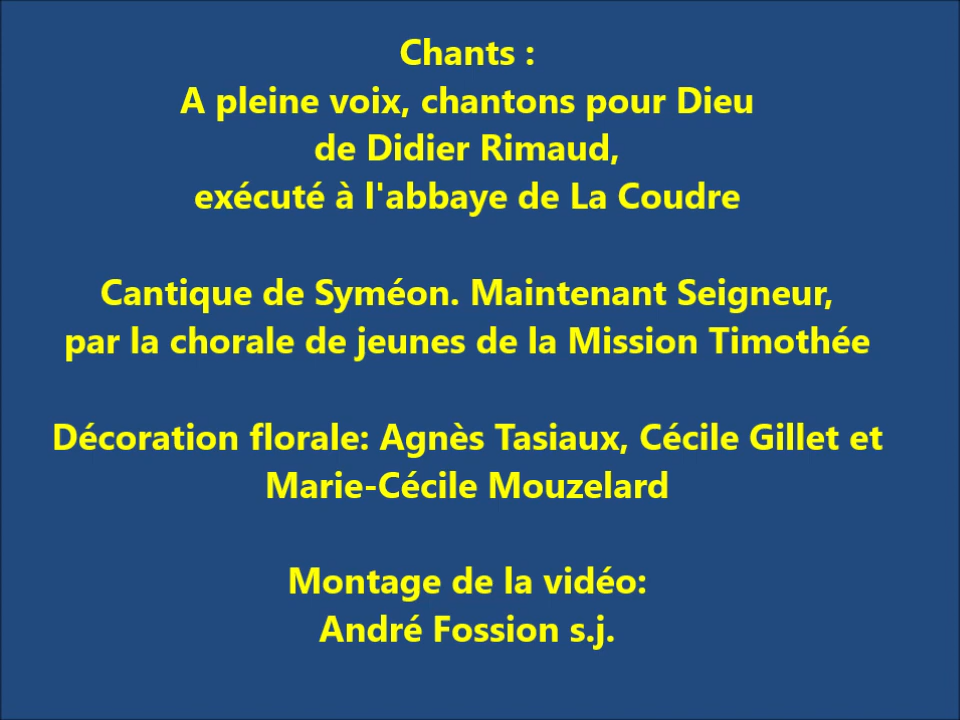 Chants :
A pleine voix, chantons pour Dieu
de Didier Rimaud,
exécuté à l'abbaye de La Coudre
Cantique de Syméon. Maintenant Seigneur,
par la chorale de jeunes de la Mission Timothée
Décoration florale: Agnès Tasiaux, Cécile Gillet et
Marie-Cécile Mouzelard
Montage de la vidéo:
André Fossion s.j.